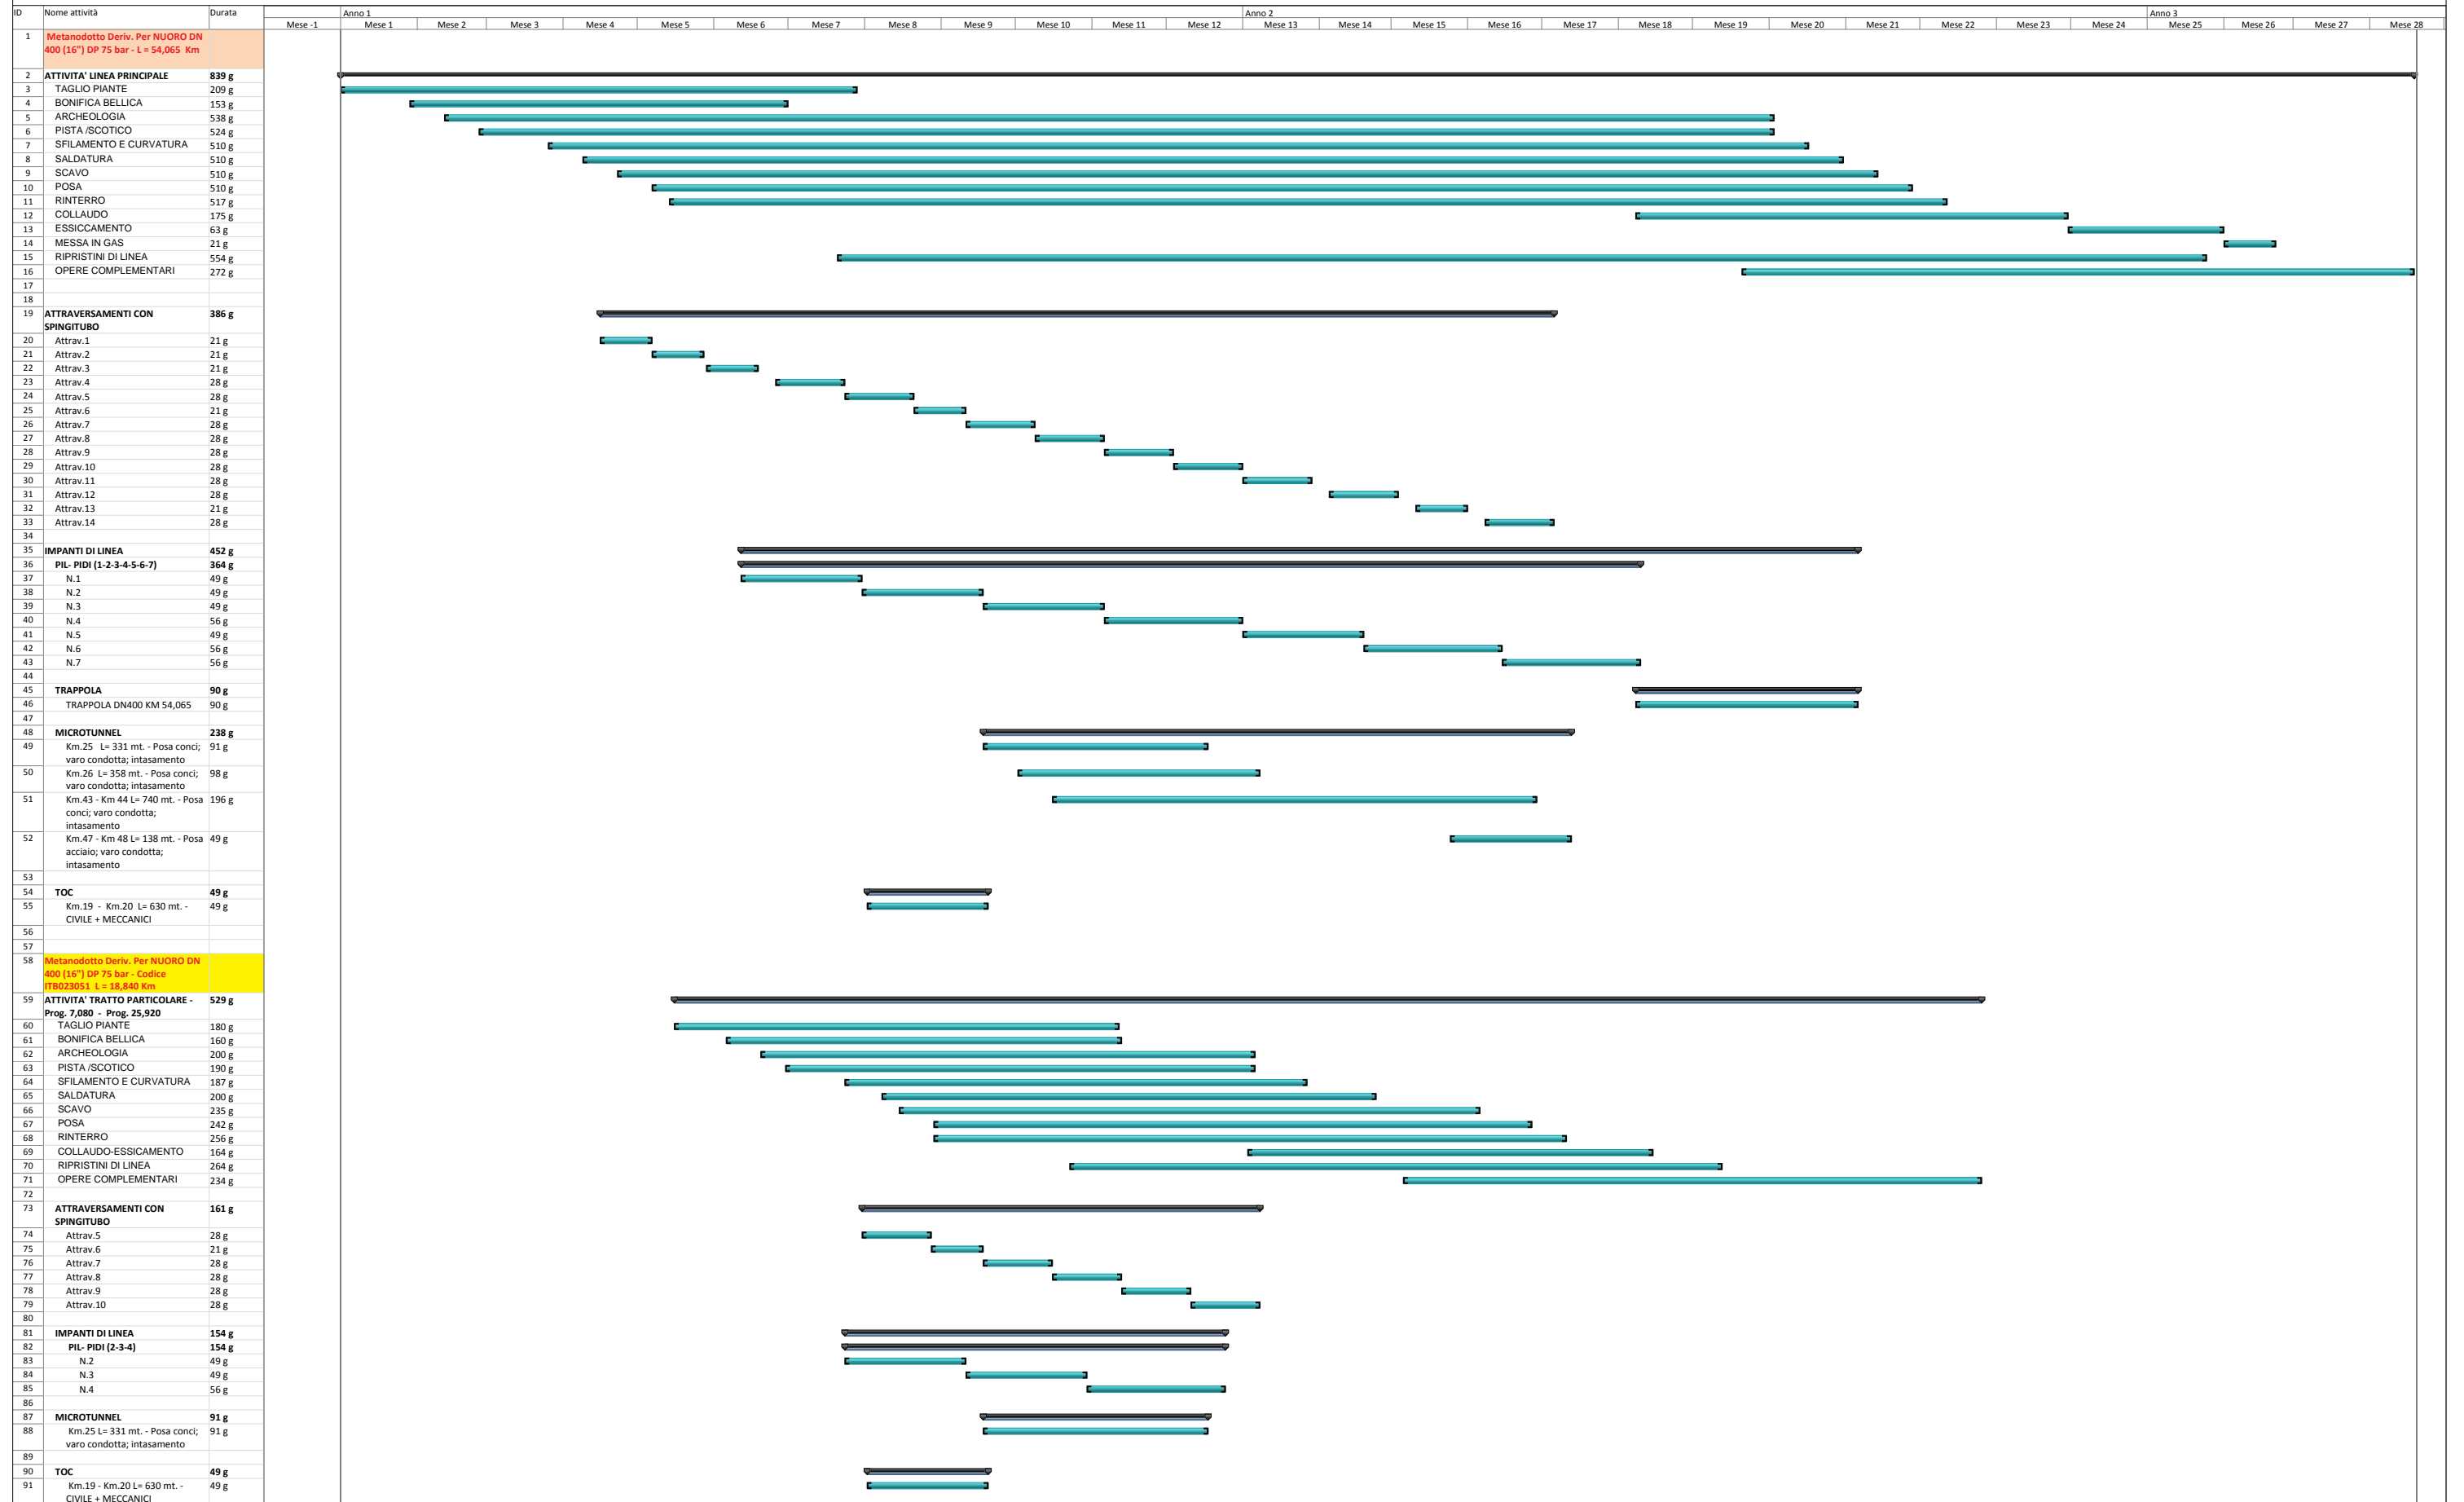 ID Nome attività Durata Anno 1 Anno 2 Anno 3
Mese -1 Mese 1 Mese 2 Mese 3 Mese 4 Mese 5 Mese 6 Mese 7 Mese 8 Mese 9 Mese 10 Mese 11 Mese 12 Mese 13 Mese 14 Mese 15 Mese 16 Mese 17 Mese 18 Mese 19 Mese 20 Mese 21 Mese 22 Mese 23 Mese 24 Mese 25 Mese 26 Mese 27 Mese 28
1 Metanodotto Deriv. Per NUORO DN
400 (16") DP 75 bar - L = 54,065 Km
2 ATTIVITA' LINEA PRINCIPALE 839 g
3 TAGLIO PIANTE 209 g
4 BONIFICA BELLICA 153 g
5 ARCHEOLOGIA 538 g
6 PISTA /SCOTICO 524 g
7 SFILAMENTO E CURVATURA 510 g
8 SALDATURA 510 g
9 SCAVO 510 g
10 POSA 510 g
11 RINTERRO 517 g
12 COLLAUDO 175 g
13 ESSICCAMENTO 63 g
14 MESSA IN GAS 21 g
15 RIPRISTINI DI LINEA 554 g
16 OPERE COMPLEMENTARI 272 g
17
18
19 ATTRAVERSAMENTI CON 386 g
SPINGITUBO
20 Attrav.1 21 g
21 Attrav.2 21 g
22 Attrav.3 21 g
23 Attrav.4 28 g
24 Attrav.5 28 g
25 Attrav.6 21 g
26 Attrav.7 28 g
27 Attrav.8 28 g
28 Attrav.9 28 g
29 Attrav.10 28 g
30 Attrav.11 28 g
31 Attrav.12 28 g
32 Attrav.13 21 g
33 Attrav.14 28 g
34
35 IMPANTI DI LINEA 452 g
36 PIL- PIDI (1-2-3-4-5-6-7) 364 g
37 N.1 49 g
38 N.2 49 g
39 N.3 49 g
40 N.4 56 g
41 N.5 49 g
42 N.6 56 g
43 N.7 56 g
44
45 TRAPPOLA 90 g
46 TRAPPOLA DN400 KM 54,065 90 g
47
48 MICROTUNNEL 238 g
49 Km.25 L= 331 mt. - Posa conci; 91 g
varo condotta; intasamento
50 Km.26 L= 358 mt. - Posa conci; 98 g
varo condotta; intasamento
51 Km.43 - Km 44 L= 740 mt. - Posa 196 g
conci; varo condotta;
intasamento
52 Km.47 - Km 48 L= 138 mt. - Posa 49 g
acciaio; varo condotta;
intasamento
53
54 TOC 49 g
55 Km.19 - Km.20 L= 630 mt. - 49 g
CIVILE + MECCANICI
56
57
58 Metanodotto Deriv. Per NUORO DN
400 (16") DP 75 bar - Codice
ITB023051 L = 18,840 Km
59 ATTIVITA' TRATTO PARTICOLARE - 529 g
Prog. 7,080 - Prog. 25,920
60 TAGLIO PIANTE 180 g
61 BONIFICA BELLICA 160 g
62 ARCHEOLOGIA 200 g
63 PISTA /SCOTICO 190 g
64 SFILAMENTO E CURVATURA 187 g
65 SALDATURA 200 g
66 SCAVO 235 g
67 POSA 242 g
68 RINTERRO 256 g
69 COLLAUDO-ESSICAMENTO 164 g
70 RIPRISTINI DI LINEA 264 g
71 OPERE COMPLEMENTARI 234 g
72
73 ATTRAVERSAMENTI CON 161 g
SPINGITUBO
74 Attrav.5 28 g
75 Attrav.6 21 g
76 Attrav.7 28 g
77 Attrav.8 28 g
78 Attrav.9 28 g
79 Attrav.10 28 g
80
81 IMPANTI DI LINEA 154 g
82 PIL- PIDI (2-3-4) 154 g
83 N.2 49 g
84 N.3 49 g
85 N.4 56 g
86
87 MICROTUNNEL 91 g
88 Km.25 L= 331 mt. - Posa conci; 91 g
varo condotta; intasamento
89
90 TOC 49 g
91 Km.19 - Km.20 L= 630 mt. - 49 g
CIVILE + MECCANICI